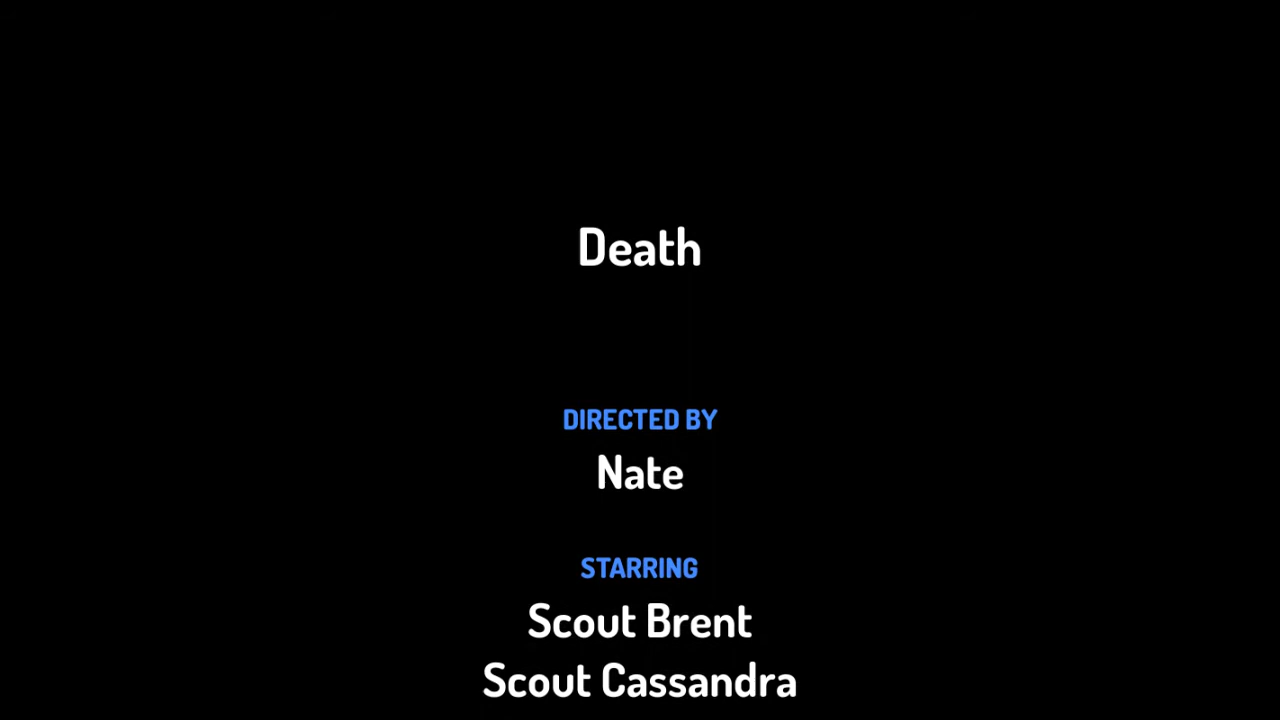 Death
DIRECTED BY
Nate
STARRING
Scout Brent
Scout Cassandra